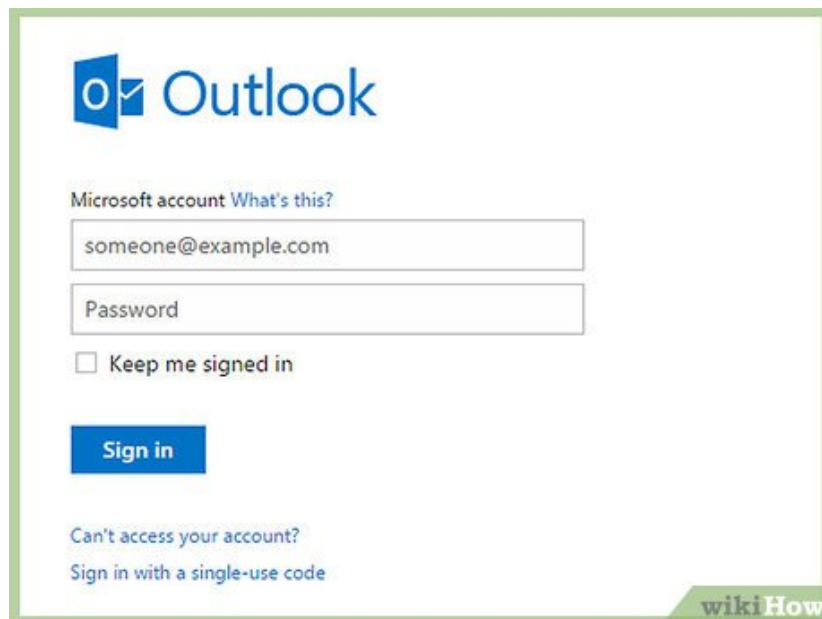 Outlook
Microsoft account What's this?
someone@example.com
Password
Keep me signed in
Sign in
Can't access your account?
Sign in with a single-use code
wikiHow